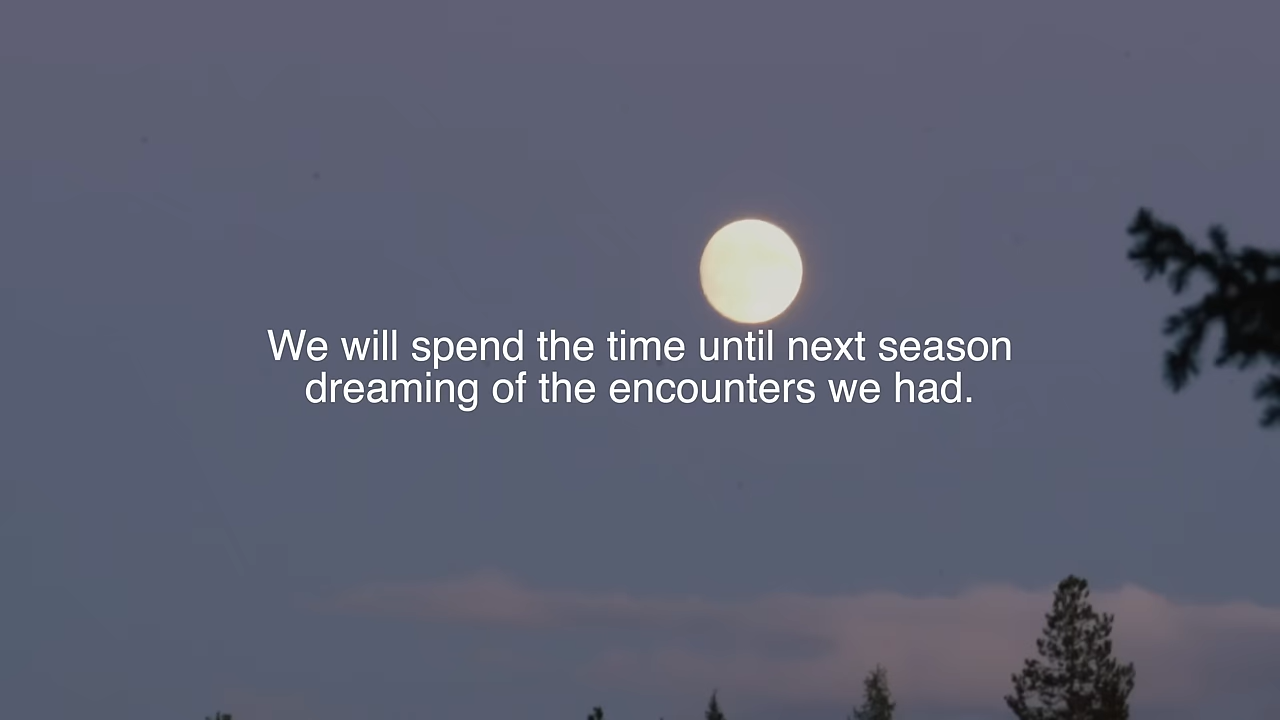 We will spend the time until next season
dreaming of the encounters we had.